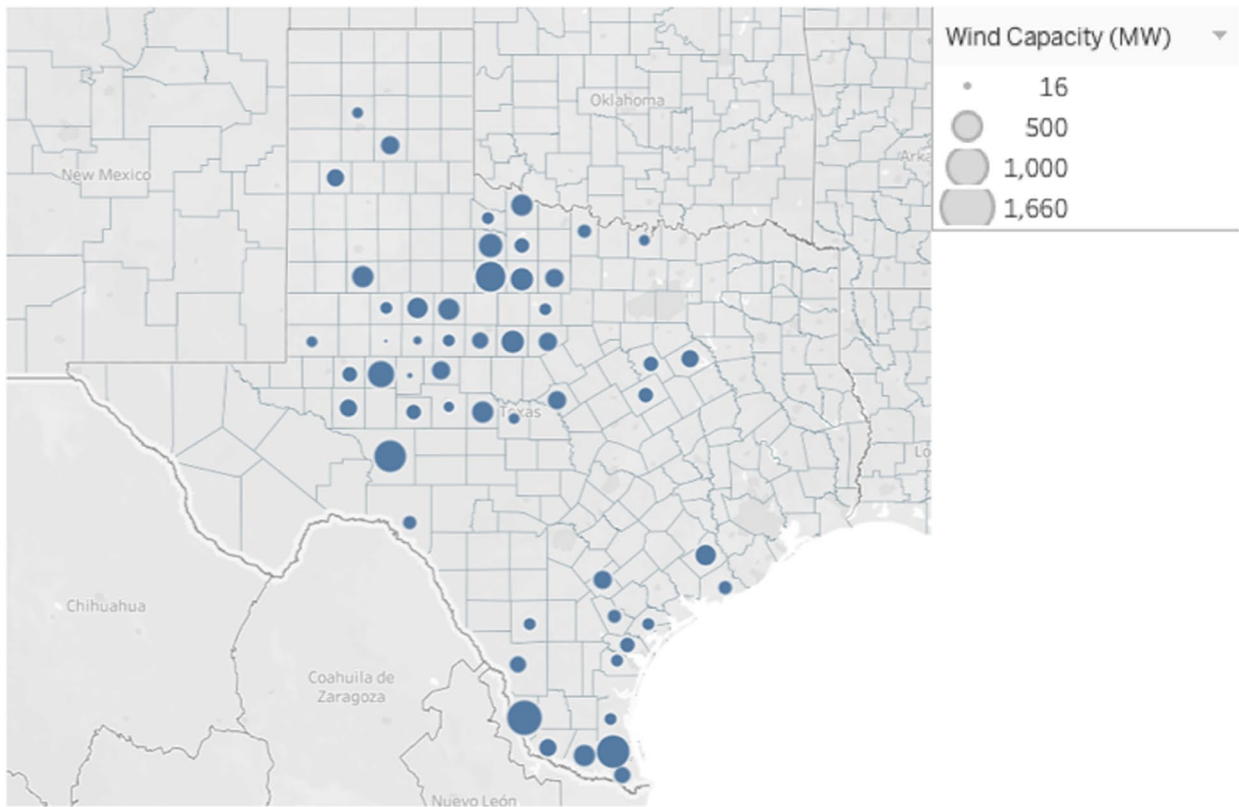 Wind Capacity (MW)
16
500
1,000
1,660
Oklahoma
Arka
New Mexico
Texas
Lo
Chihuahua
Coahuila de
Zaragoza
Nuevo León